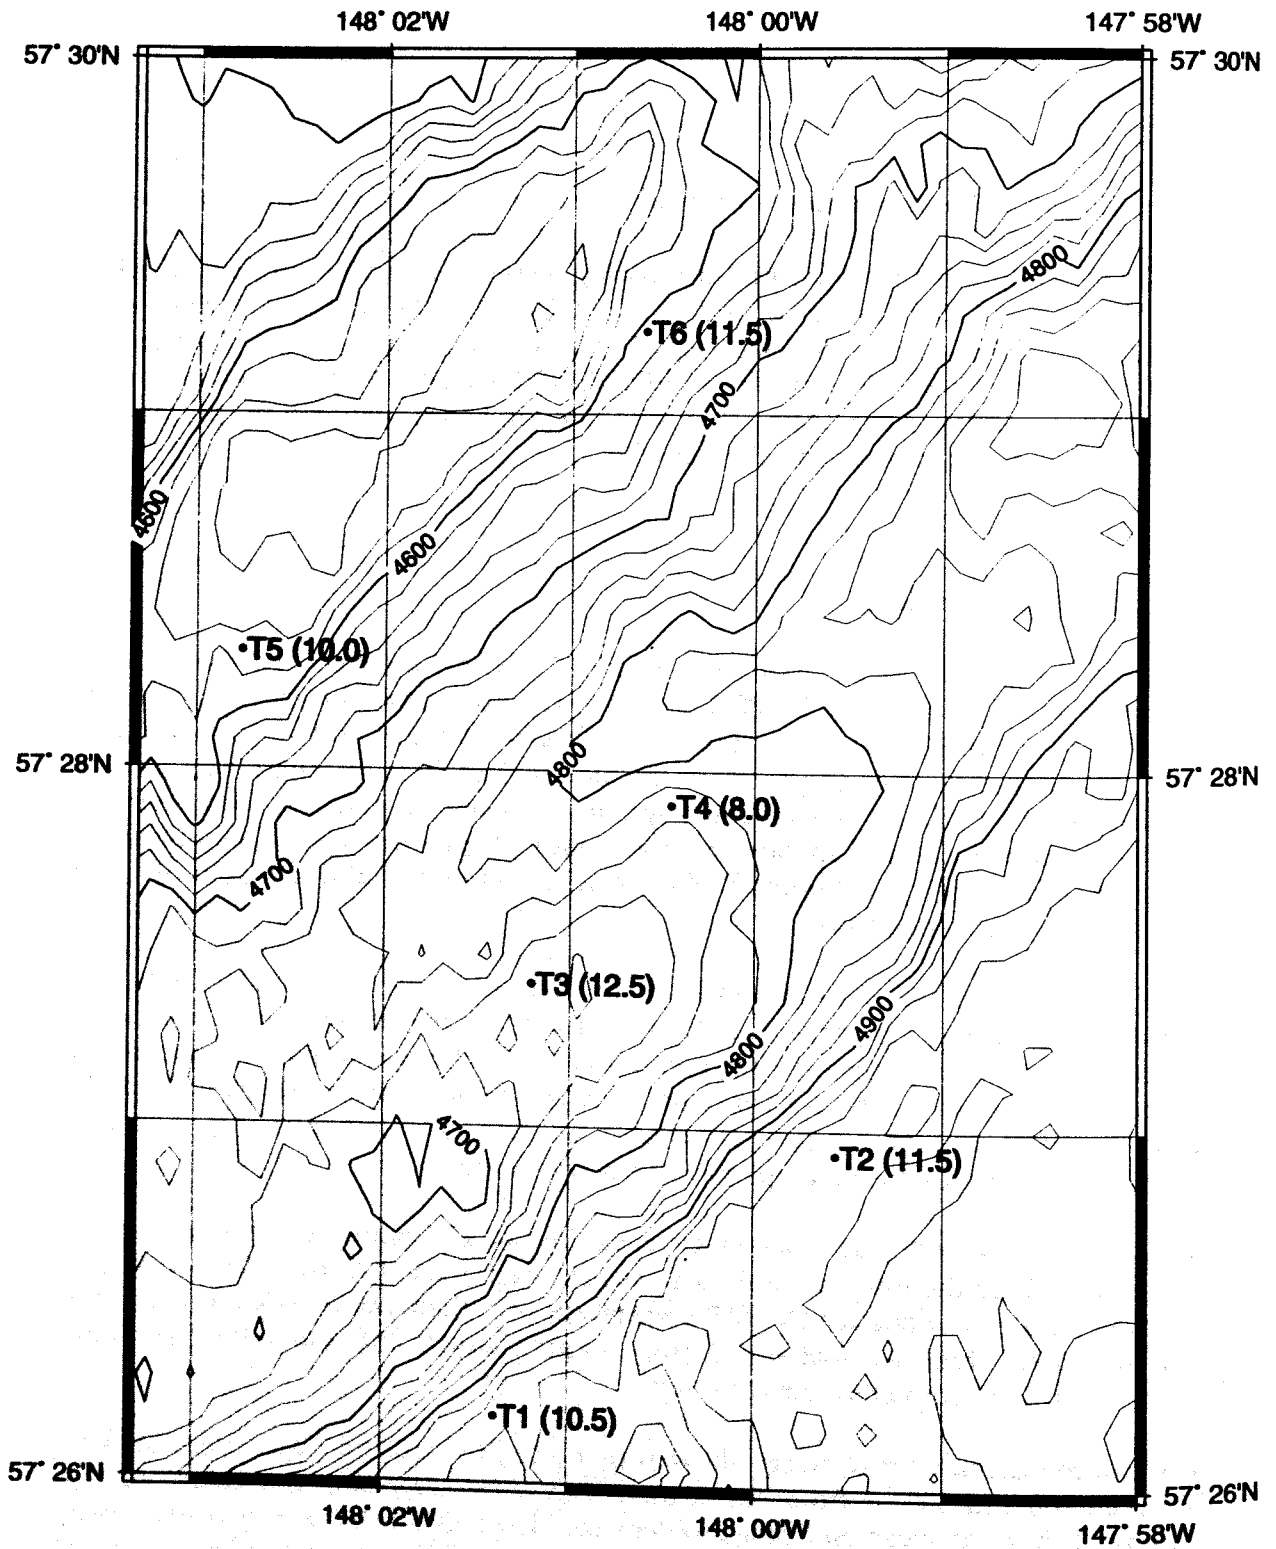 148° 02'W 148° 00'W 147° 58'W
57° 30'N 57° 30'N
4800
T6 (11.5)
4700
4600
4600
T5 (10.0)
4800
57° 28'N 57° 28'N
T4 (8.0)
4700
T3 (12.5)
4900
4800
4700
T2 (11.5)
T1 (10.5)
57° 26'N 57° 26'N
148° 02'W 148° 00'W 147° 58'W